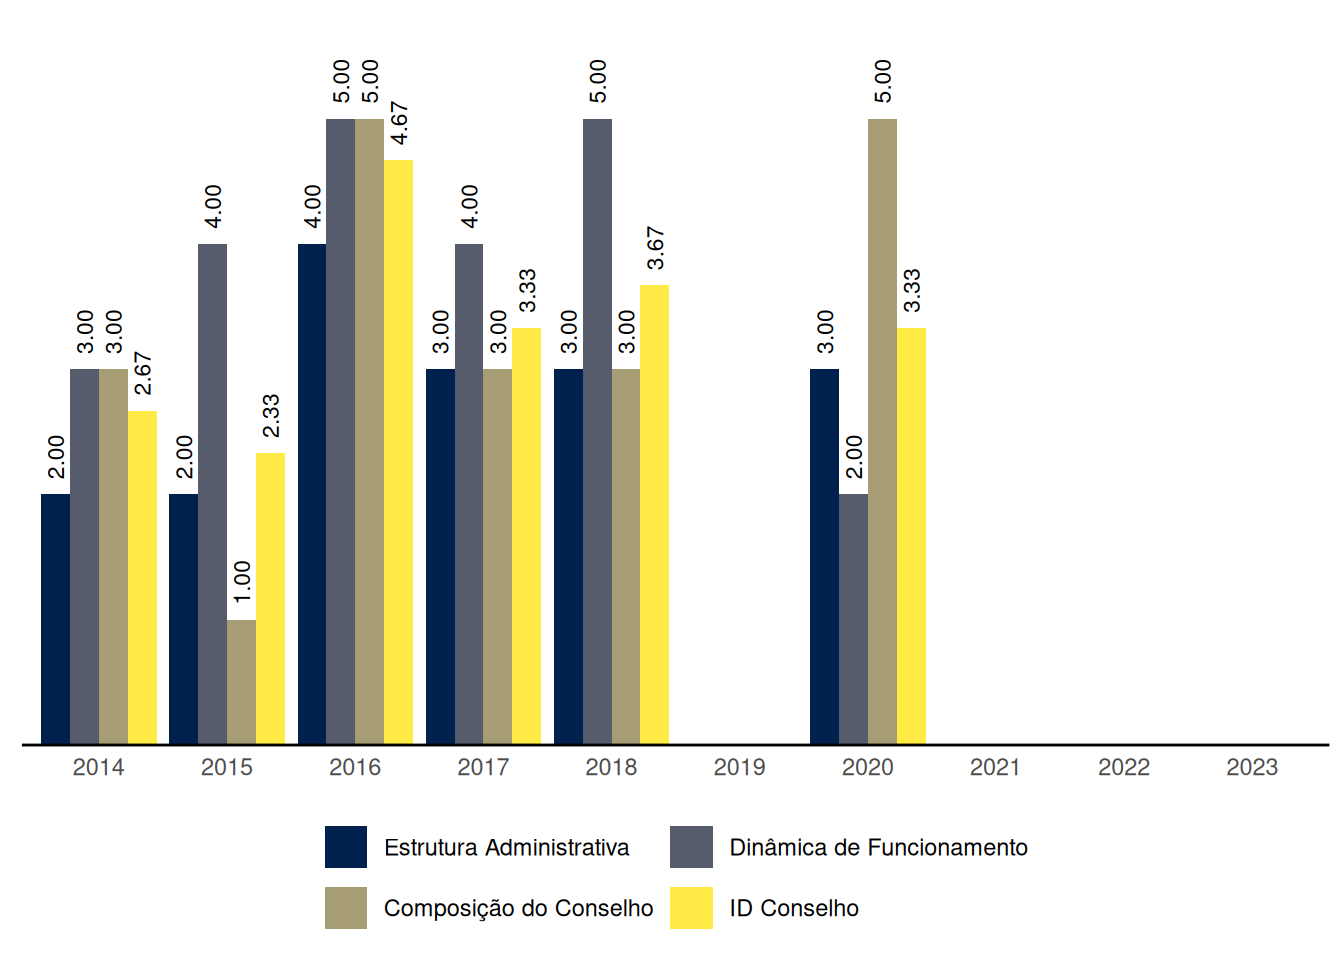 5.00 5.00 5.00 5.00
4.67
4.00 4.00 4.00
3.67
3.33 3.33
3.00 3.00 3.00 3.00 3.00 3.00 3.00
2.67
2.33
2.00 2.00 2.00
1.00
2014 2015 2016 2017 2018 2019 2020 2021 2022 2023
Estrutura Administrativa Dinâmica de Funcionamento
Composição do Conselho ID Conselho